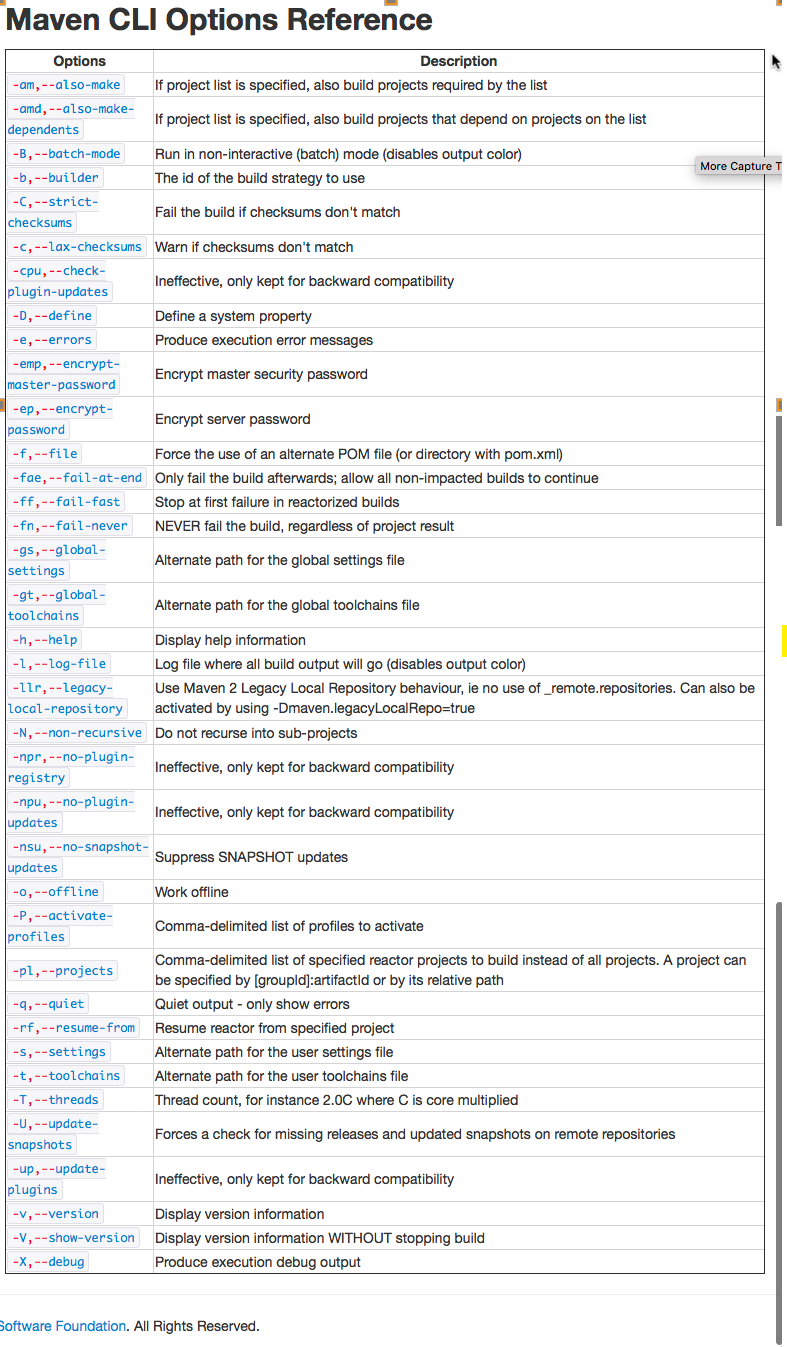 Maven CLI Options Reference
Options Description
-am,--also-make If project list is specified, also build projects required by the list
-amd,--also-make-
dependents
If project list is specified, also build projects that depend on projects on the list
-B,--batch-mode Run in non-interactive (batch) mode (disables output color)
-b,--builder The id of the build strategy to use
More Capture T
-C,--strict-
checksums
Fail the build if checksums don't match
-c,--lax-checksums Warn if checksums don't match
-cpu,--check-
plugin-updates
Ineffective, only kept for backward compatibility
-D,--define Define a system property
-e,--errors Produce execution error messages
-emp,--encrypt-
master-password
Encrypt master security password
-ep,--encrypt-
password
Encrypt server password
-f,--file Force the use of an alternate POM file (or directory with pom.xml)
-fae,--fail-at-end Only fail the build afterwards; allow all non-impacted builds to continue
-ff,--fail-fast Stop at first failure in reactorized builds
-fn,--fail-never NEVER fail the build, regardless of project result
-gs,--global-
settings
Alternate path for the global settings file
-gt,--global-
toolchains
Alternate path for the global toolchains file
-h,--help Display help information
-l,--log-file Log file where all build output will go (disables output color)
-llr,--legacy-
local-repository
Use Maven 2 Legacy Local Repository behaviour, ie no use of _remote.repositories. Can also be
activated by using -Dmaven.legacyLocalRepo=true
-N,--non-recursive Do not recurse into sub-projects
-npr,--no-plugin-
registry
Ineffective, only kept for backward compatibility
-npu,--no-plugin-
updates
Ineffective, only kept for backward compatibility
-nsu,--no-snapshot-
updates
Suppress SNAPSHOT updates
-o,--offline Work offline
-P,--activate-
profiles
Comma-delimited list of profiles to activate
-pl,--projects
Comma-delimited list of specified reactor projects to build instead of all projects. A project can
be specified by [groupId]:artifactId or by its relative path
-q,--quiet Quiet output - only show errors
-rf,--resume-from Resume reactor from specified project
-s,--settings Alternate path for the user settings file
-t,--toolchains Alternate path for the user toolchains file
-T,--threads Thread count, for instance 2.0C where C is core multiplied
-U,--update-
snapshots
Forces a check for missing releases and updated snapshots on remote repositories
-up,--update-
plugins
Ineffective, only kept for backward compatibility
-v,--version Display version information
-V,--show-version Display version information WITHOUT stopping build
-X,--debug Produce execution debug output
Software Foundation. All Rights Reserved.